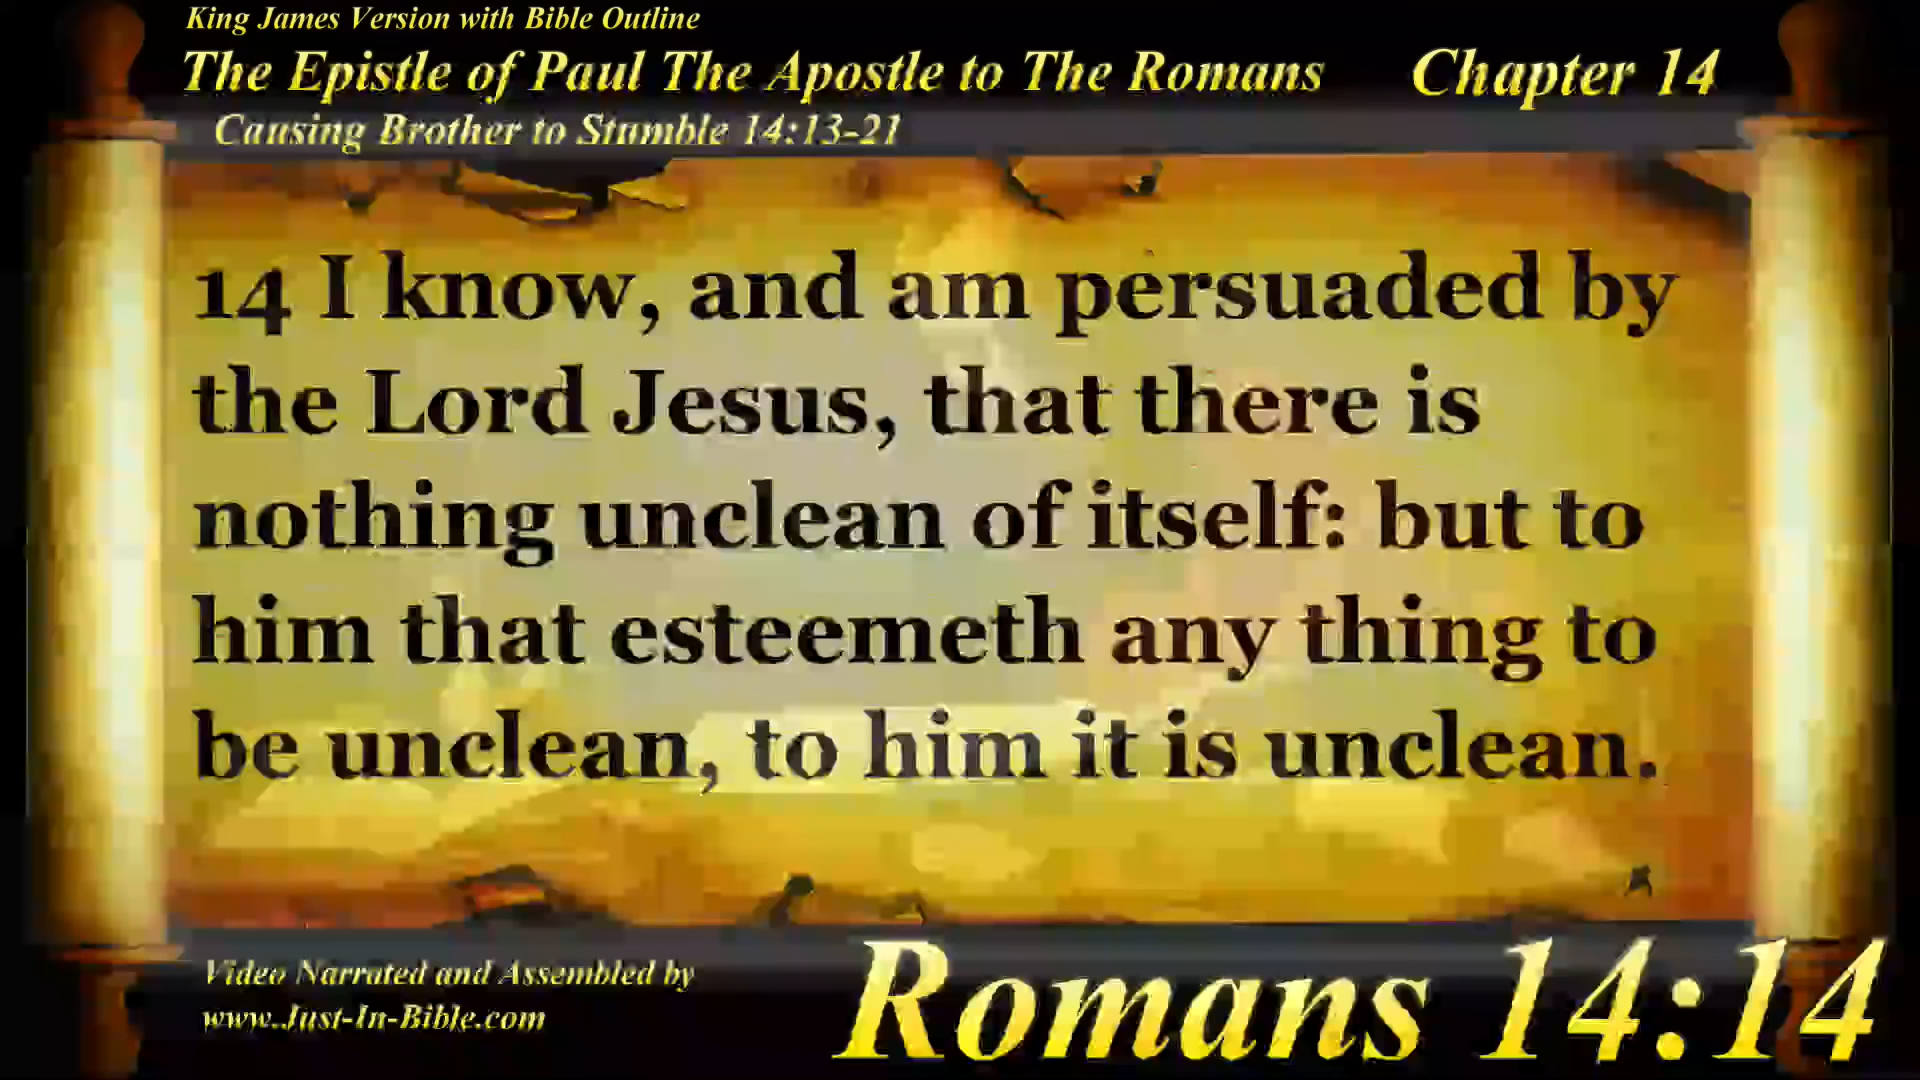 King James Version with Bible Outline
The Epistle of Paul The Apostle to The Romans Chapter 14
Causing Brother to Stumble 14:13-21
14 I know, and am persuaded by
the Lord Jesus, that there is
nothing unclean of itself: but to
him that esteemeth any thing to
be unclean, to him it is unclean.
Video Narrated and Assembled by
www.Just-In-Bible.com
Romans 14:14